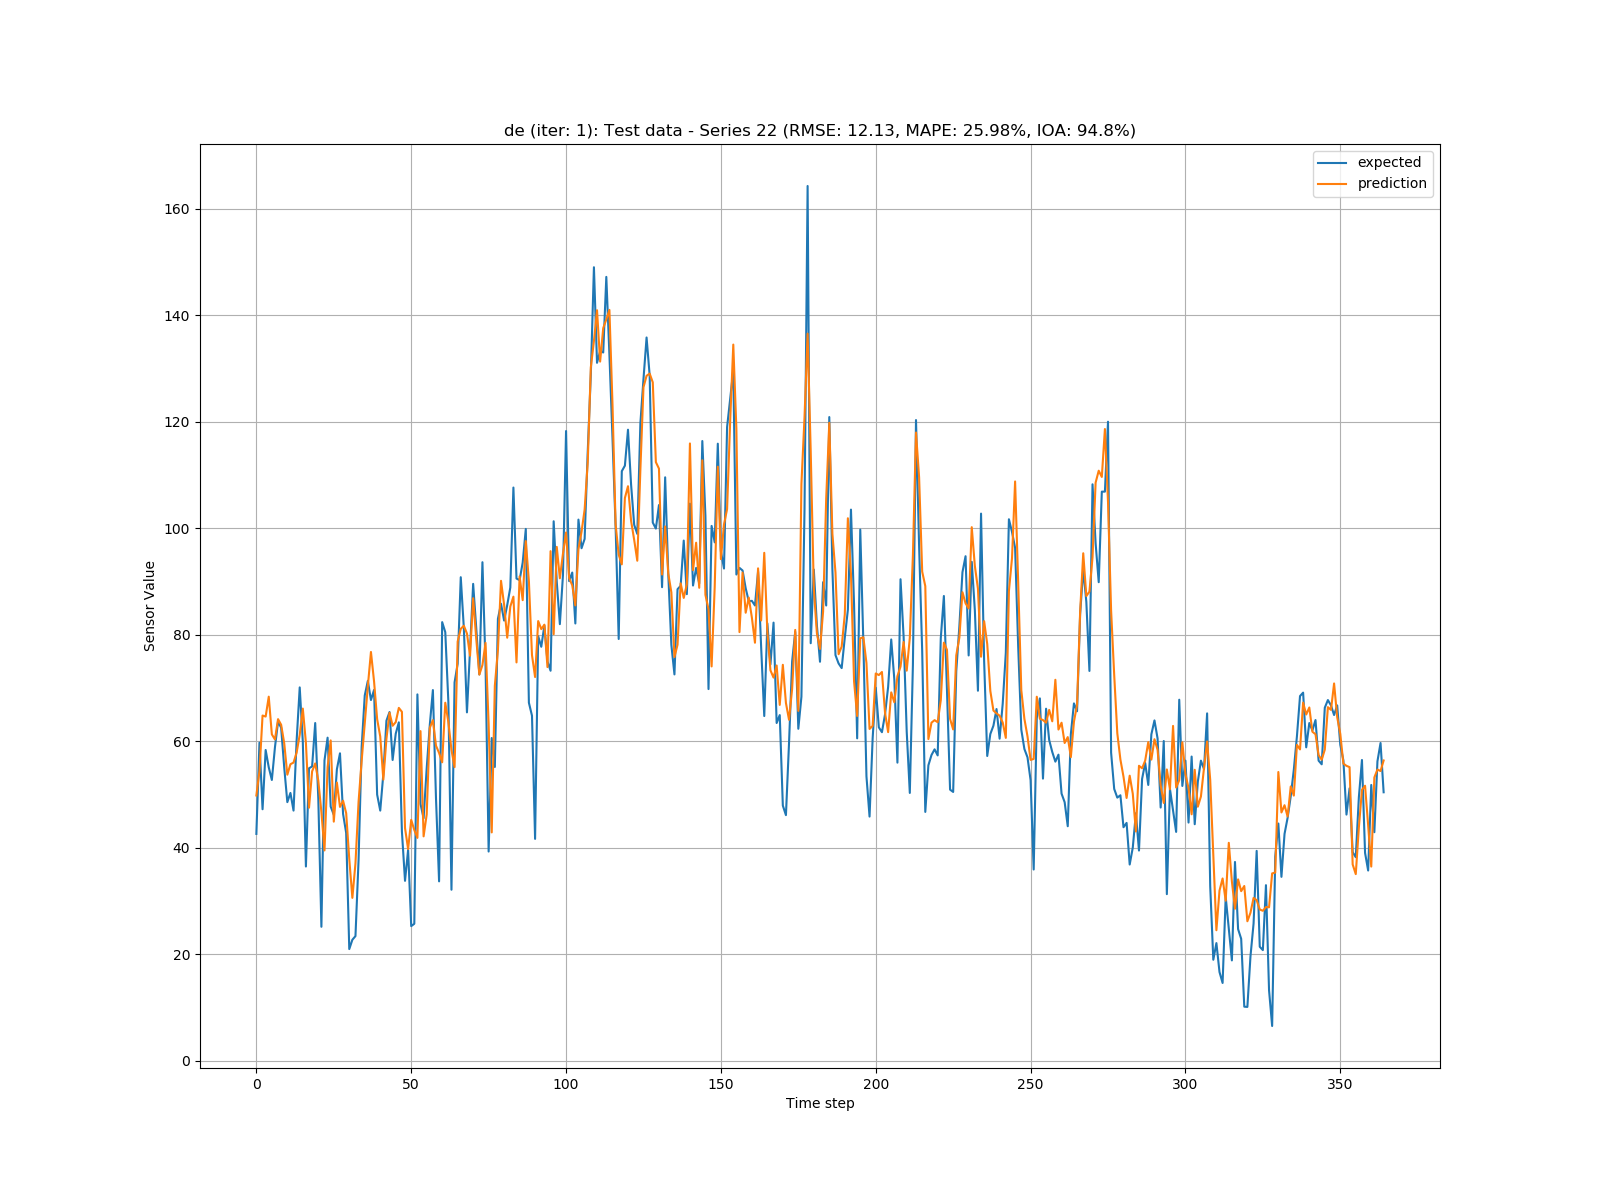 de (iter: 1): Test data - Series 22 (RMSE: 12.13, MAPE: 25.98%, IOA: 94.8%)
expected
prediction
160
140
120
100
80
60
40
20
0
Sensor Value
0 50 100 150 200 250 300 350
Time step